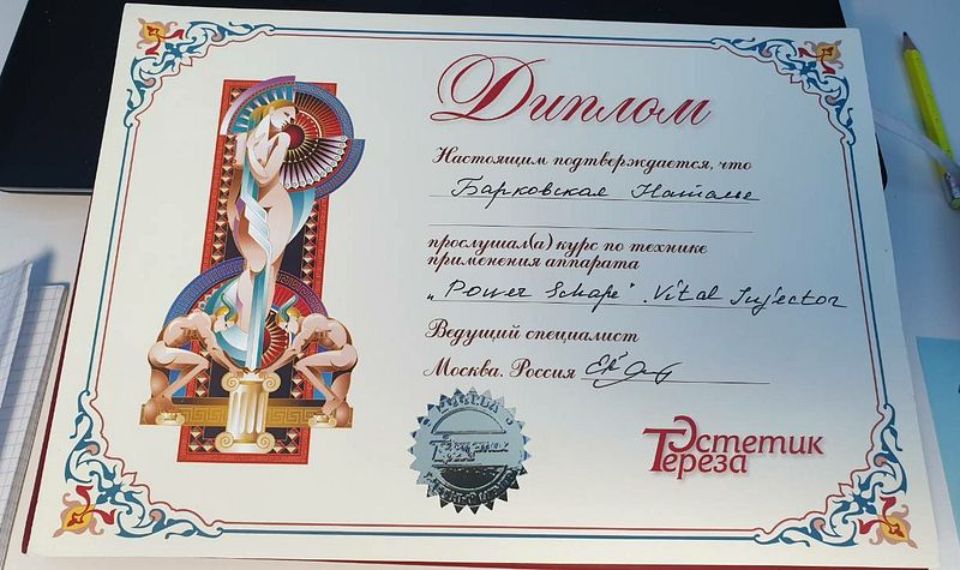 Диплом
Настоящим подтверждается, что
Барковская Наталье
прослушал(а) курс по технике
применения аппарата
„Power Schape". Vital Injector
Ведущий специалист
Москва. Россия
Эстетик
Тереза